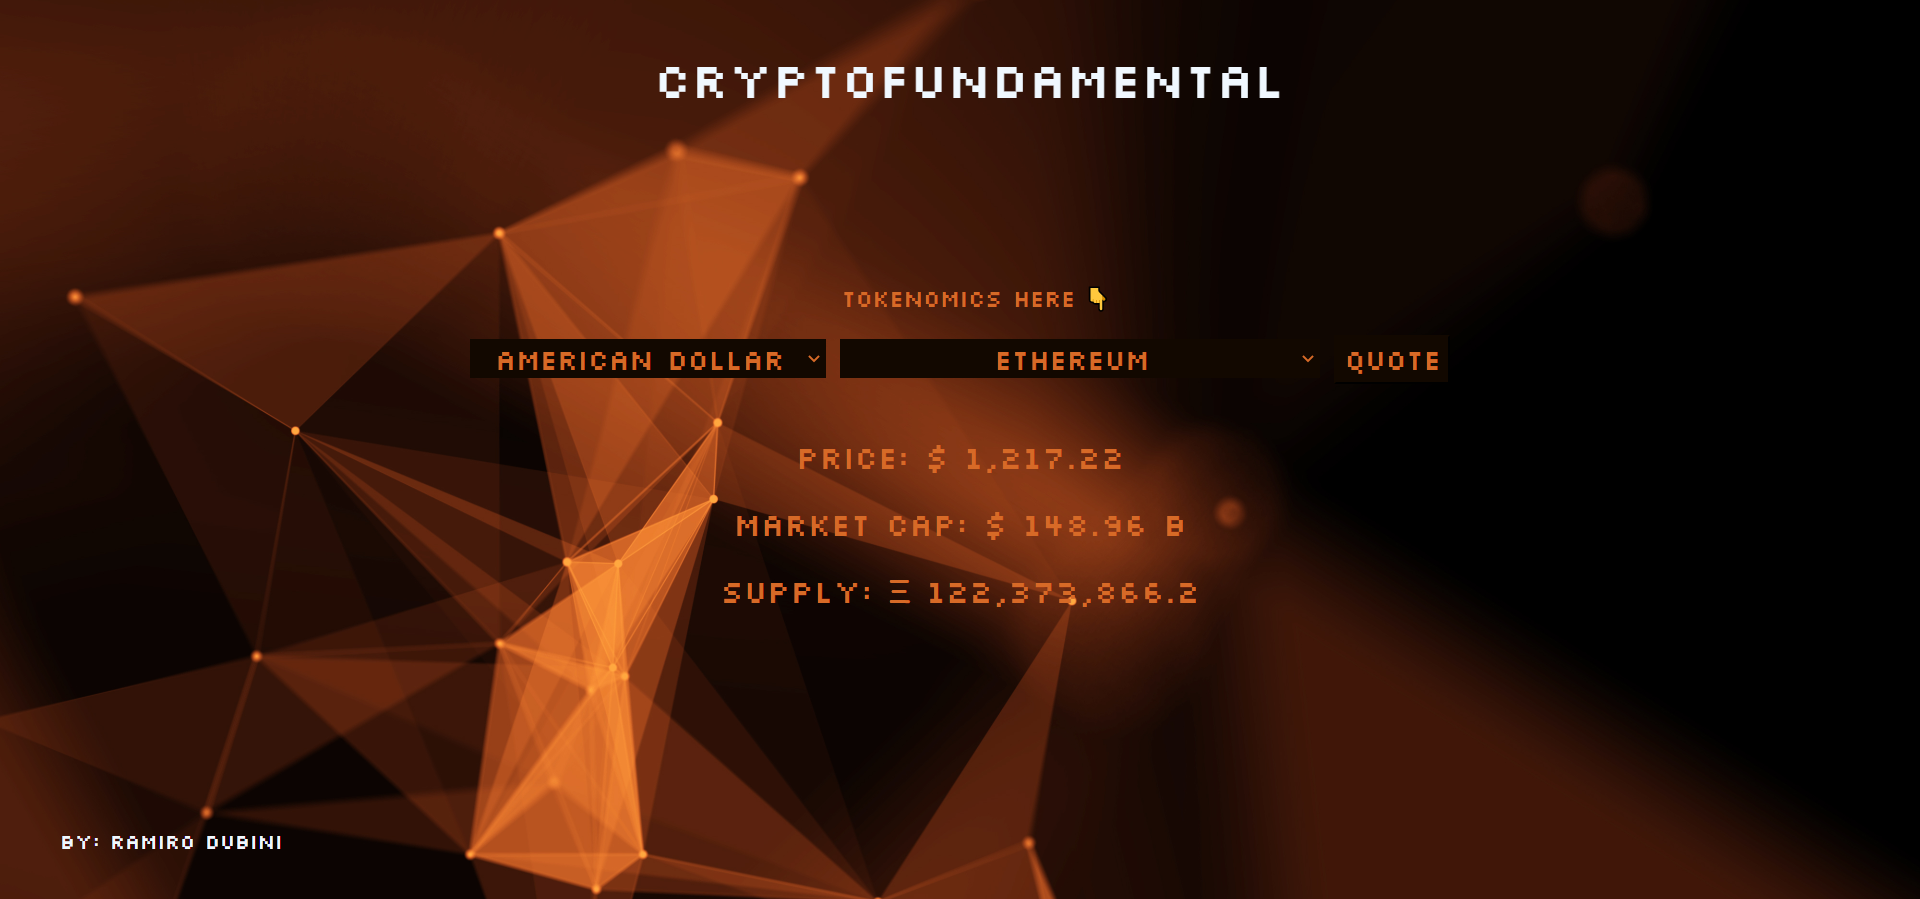 CRYPTOFUNDAMENTAL
TOKENOMICS HERE 👇
AMERICAN DOLLAR ETHEREUM QUOTE
PRICE: $ 1,217.22
MARKET CAP: $ 148.96 B
SUPPLY: Ξ 122,373,866.2
BY: RAMIRO DUBINI